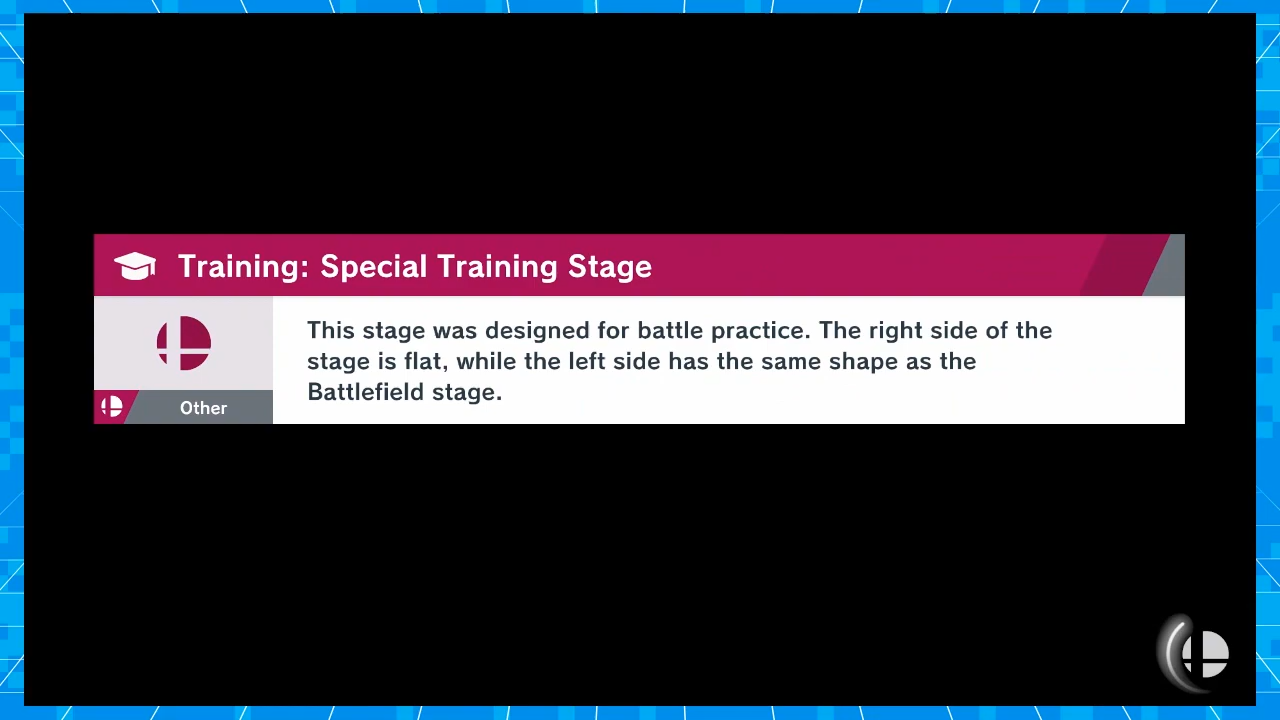 Training: Special Training Stage
This stage was designed for battle practice. The right side of the
stage is flat, while the left side has the same shape as the
Battlefield stage.
Other